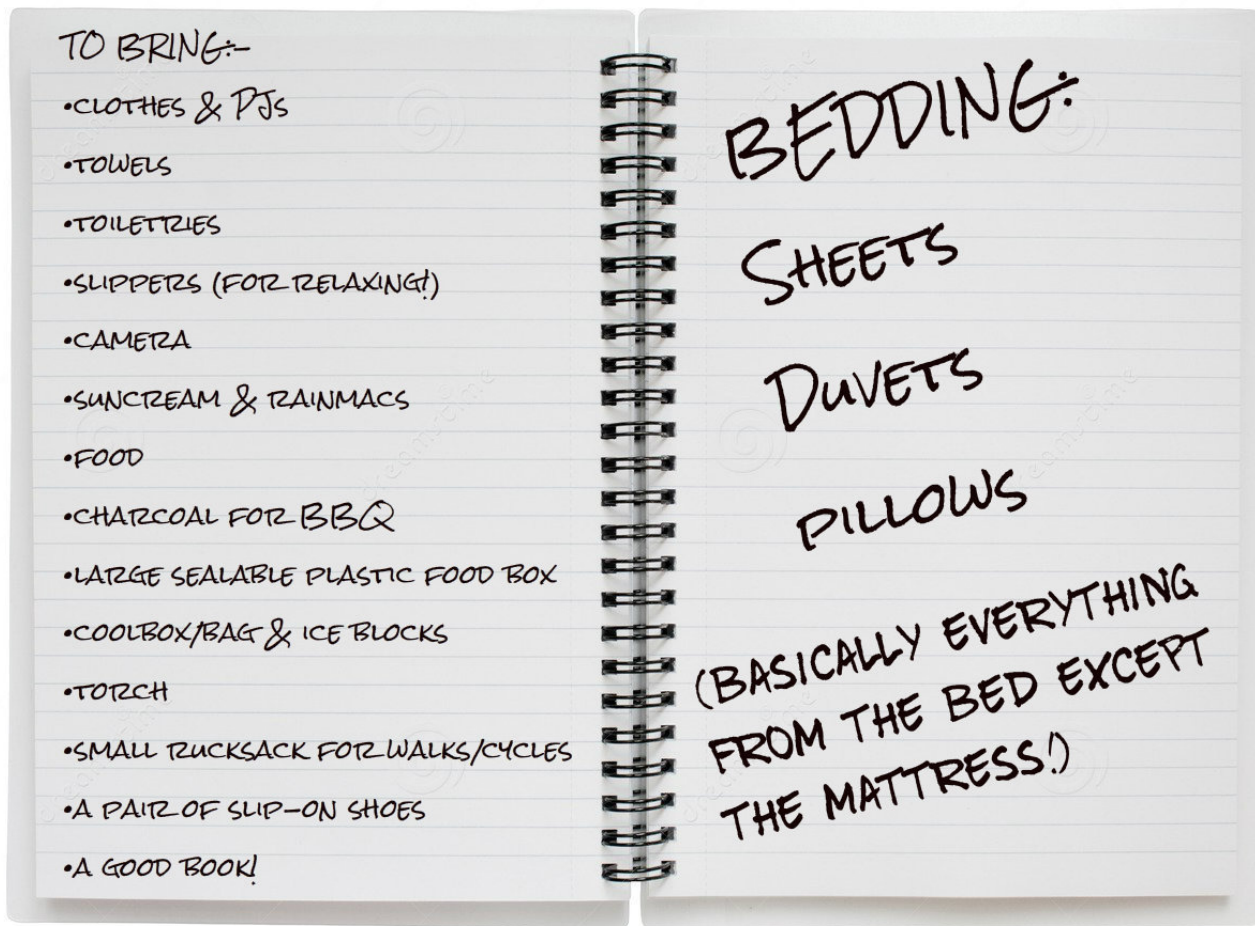 TO BRING:-
•CLOTHES & PJs
•TOWELS
•TOILETRIES
•SLIPPERS (FOR RELAXING!)
•CAMERA
•SUNCREAM & RAINMACS
•FOOD
•CHARCOAL FOR BBQ
•LARGE SEALABLE PLASTIC FOOD BOX
•COOLBOX/BAG & ICE BLOCKS
•TORCH
•SMALL RUCKSACK FOR WALKS/CYCLES
•A PAIR OF SLIP-ON SHOES
•A GOOD BOOK!
BEDDING:
SHEETS
DUVETS
PILLOWS
(BASICALLY EVERYTHING
FROM THE BED EXCEPT
THE MATTRESS!)